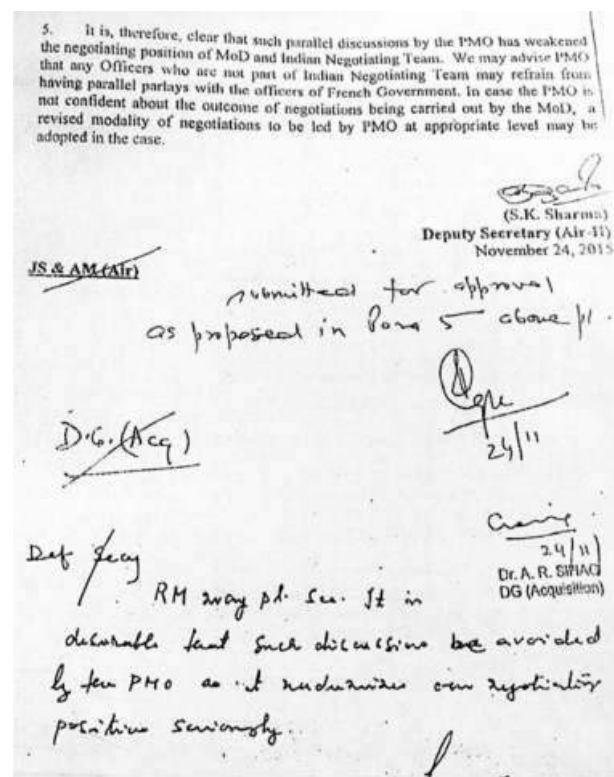 5. It is, therefore, clear that such parallel discussions by the PMO has weakened
the negotiating position of MoD and Indian Negotiating Team. We may advise PMO
that any Officers who are not part of Indian Negotiating Team may refrain from
having parallel parlays with the officers of French Government. In case the PMO is
not confident about the outcome of negotiations being carried out by the MoD, a
revised modality of negotiations to be led by PMO at appropriate level may be
adopted in the case.
(S.K. Sharma)
Deputy Secretary (Air-II)
November 24, 2015
JS & AM (Air)
submitted for approval
as proposed in Para 5 above pl.
24/11
D.G. (Acq)
24/11
Dr. A. R. SIHAG
DG (Acquisition)
Def Secy
RM may pl. see. It is
desirable that such discussions be avoided
by the PMO as it undermines our negotiating
position seriously.